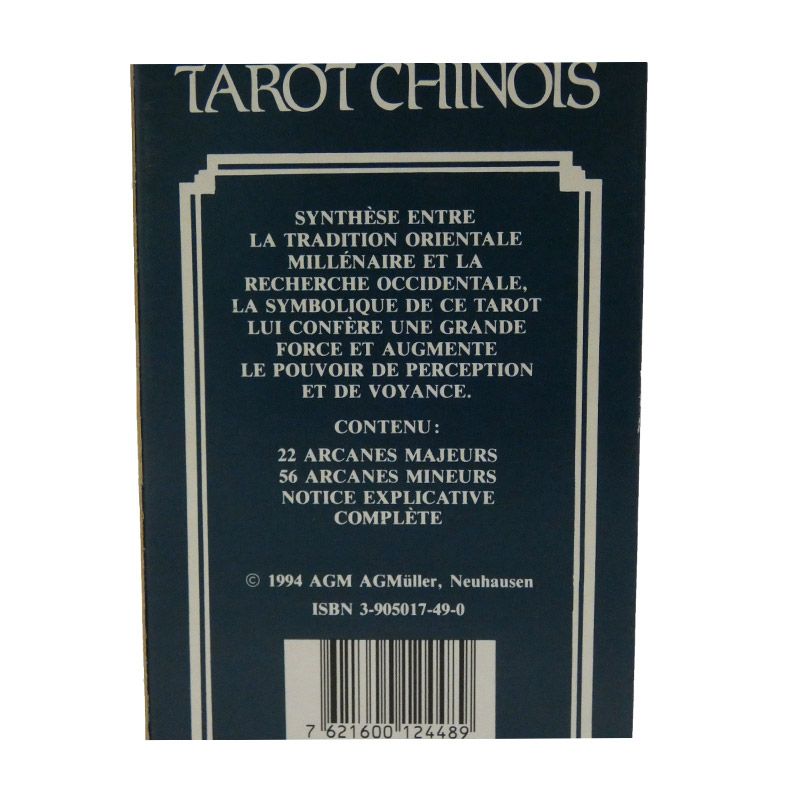 TAROT CHINOIS
SYNTHÈSE ENTRE
LA TRADITION ORIENTALE
MILLÉNAIRE ET LA
RECHERCHE OCCIDENTALE,
LA SYMBOLIQUE DE CE TAROT
LUI CONFÈRE UNE GRANDE
FORCE ET AUGMENTE
LE POUVOIR DE PERCEPTION
ET DE VOYANCE.
CONTENU:
22 ARCANES MAJEURS
56 ARCANES MINEURS
NOTICE EXPLICATIVE
COMPLÈTE
© 1994 AGM AGMüller, Neuhausen
ISBN 3-905017-49-0
7 621600 124489